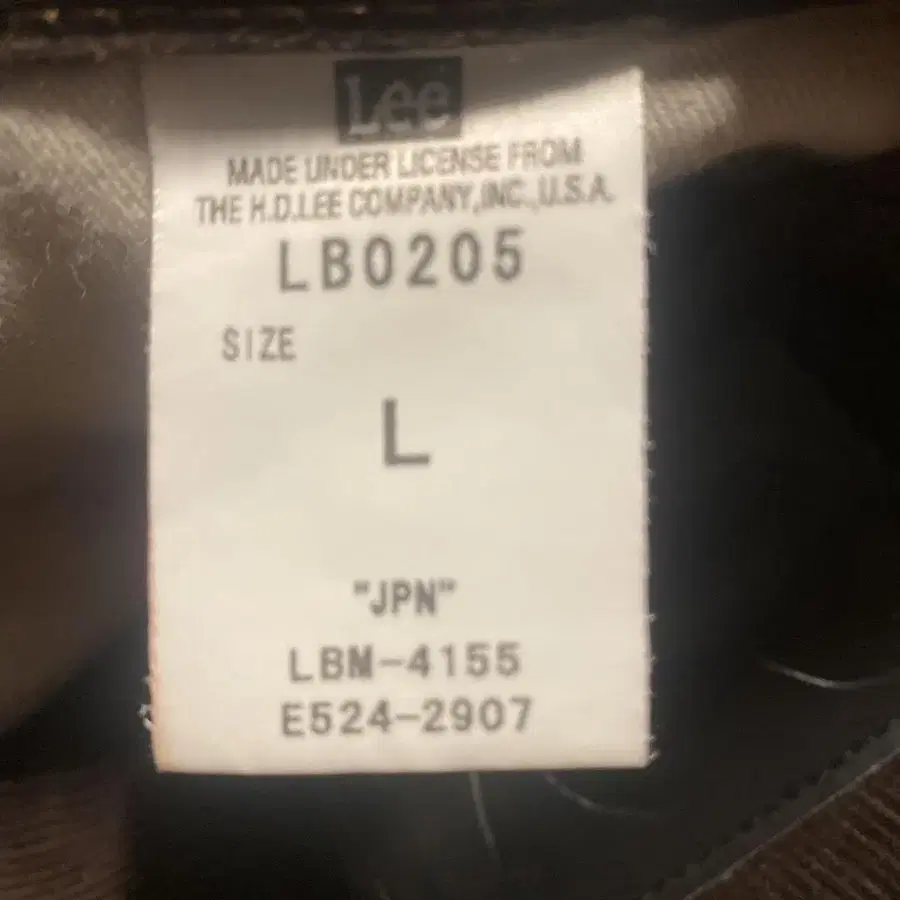 Lee
MADE UNDER LICENSE FROM
THE H.D.LEE COMPANY,INC.,U.S.A.
LB0205
SIZE
L
"JPN"
LBM-4155
E524-2907